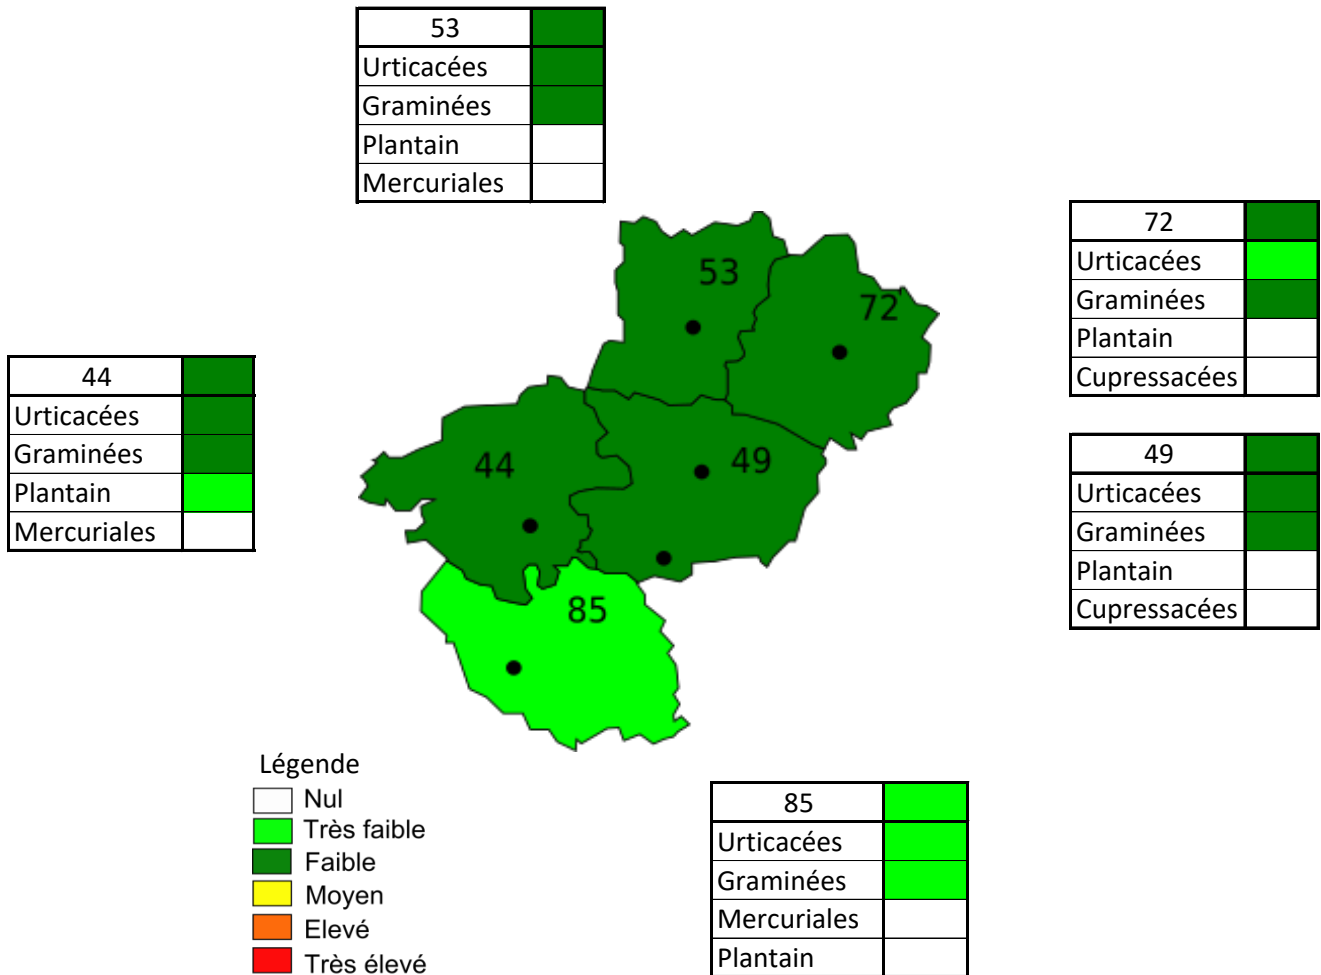 53
Urticacées
Graminées
Plantain
Mercuriales
72
Urticacées
Graminées
Plantain
Cupressacées
53
72
44
Urticacées
Graminées
Plantain
Mercuriales
44
49
49
Urticacées
Graminées
Plantain
Cupressacées
85
Légende
Nul
Très faible
Faible
Moyen
Elevé
Très élevé
85
Urticacées
Graminées
Mercuriales
Plantain